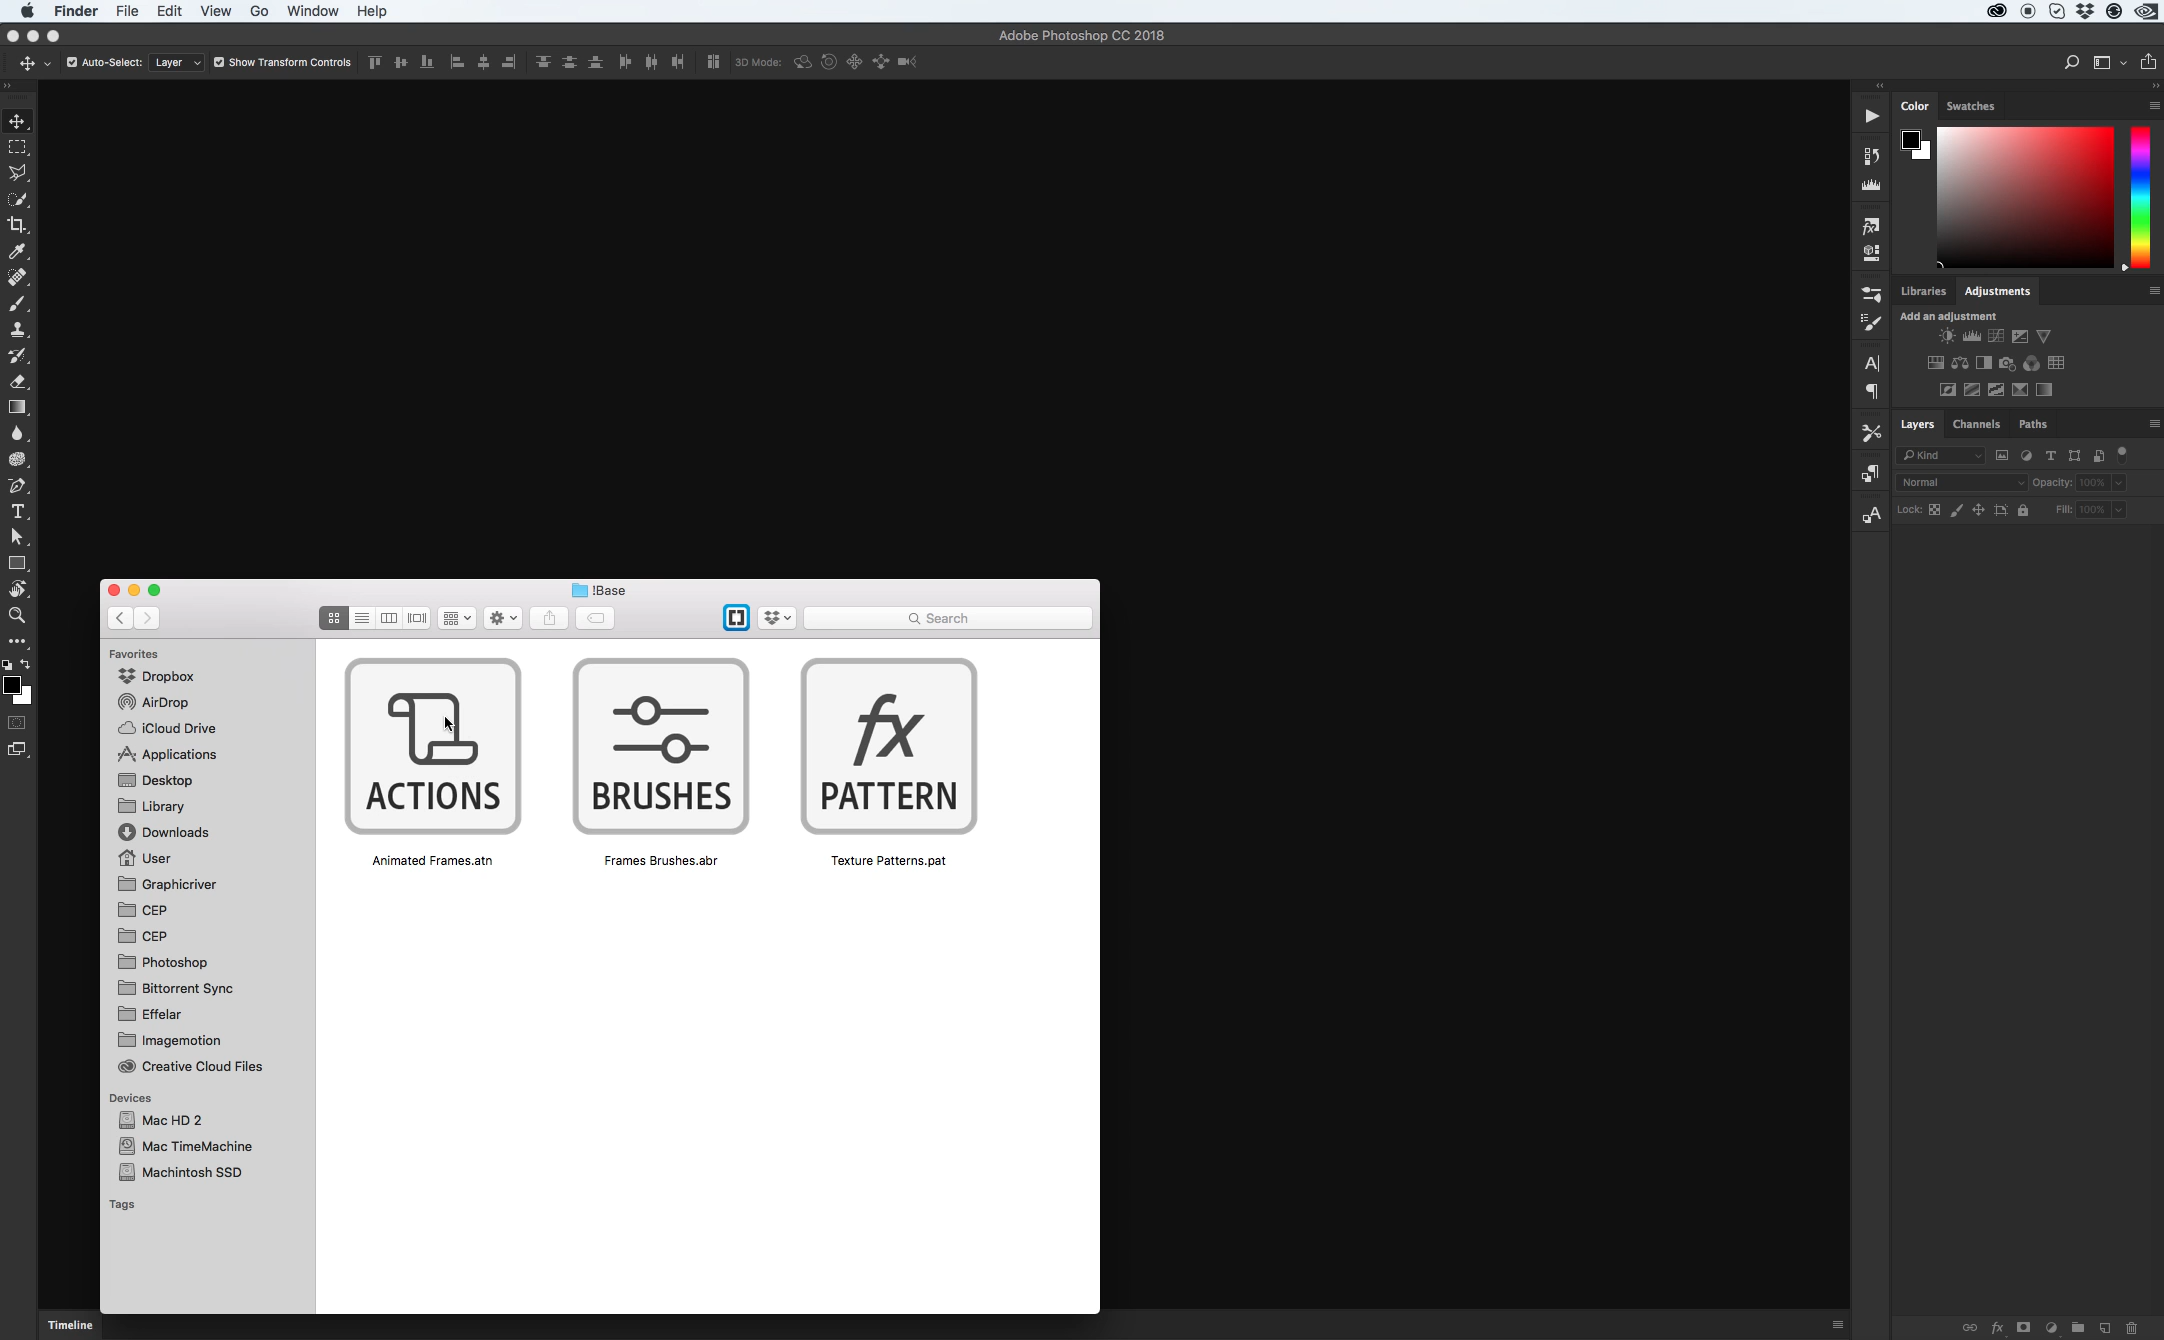 Finder File Edit View Go Window Help
Adobe Photoshop CC 2018
Auto-Select: Layer Show Transform Controls 3D Mode:
Color Swatches
Libraries Adjustments
Add an adjustment
Layers Channels Paths
Kind
Normal Opacity: 100%
Lock: Fill: 100%
!Base
Search
Favorites
Dropbox
AirDrop
iCloud Drive
Applications
Desktop
Library
Downloads
User
Graphicriver
CEP
CEP
Photoshop
Bittorrent Sync
Effelar
Imagemotion
Creative Cloud Files
Devices
Mac HD 2
Mac TimeMachine
Machintosh SSD
Tags
ACTIONS
Animated Frames.atn
BRUSHES
Frames Brushes.abr
fx
PATTERN
Texture Patterns.pat
Timeline
fx